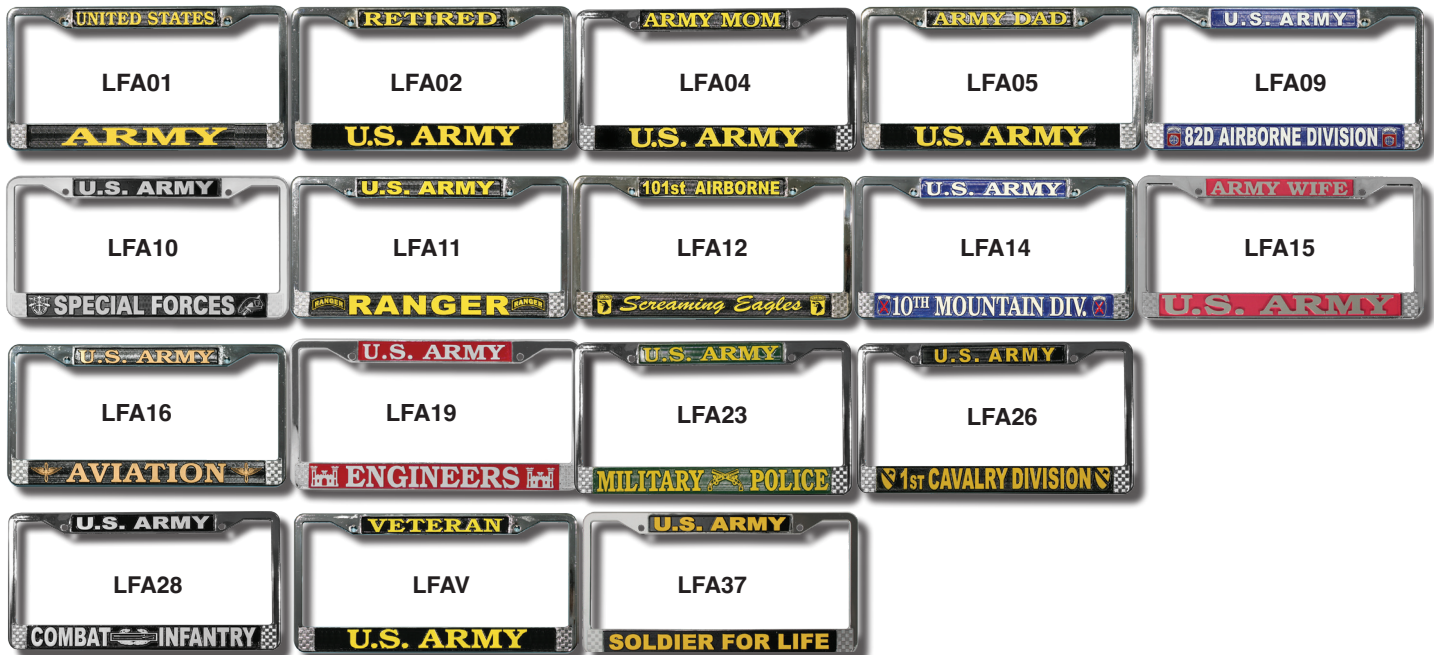 UNITED STATES
LFA01
ARMY
RETIRED
LFA02
U.S. ARMY
ARMY MOM
LFA04
U.S. ARMY
ARMY DAD
LFA05
U.S. ARMY
U.S. ARMY
LFA09
82D AIRBORNE DIVISION
U.S. ARMY
LFA10
SPECIAL FORCES
U.S. ARMY
LFA11
RANGER RANGER RANGER
101st AIRBORNE
LFA12
Screaming Eagles
U.S. ARMY
LFA14
10TH MOUNTAIN DIV.
ARMY WIFE
LFA15
U.S. ARMY
U.S. ARMY
LFA16
AVIATION
U.S. ARMY
LFA19
ENGINEERS
U.S. ARMY
LFA23
MILITARY POLICE
U.S. ARMY
LFA26
1ST CAVALRY DIVISION
U.S. ARMY
LFA28
COMBAT INFANTRY
VETERAN
LFAV
U.S. ARMY
U.S. ARMY
LFA37
SOLDIER FOR LIFE